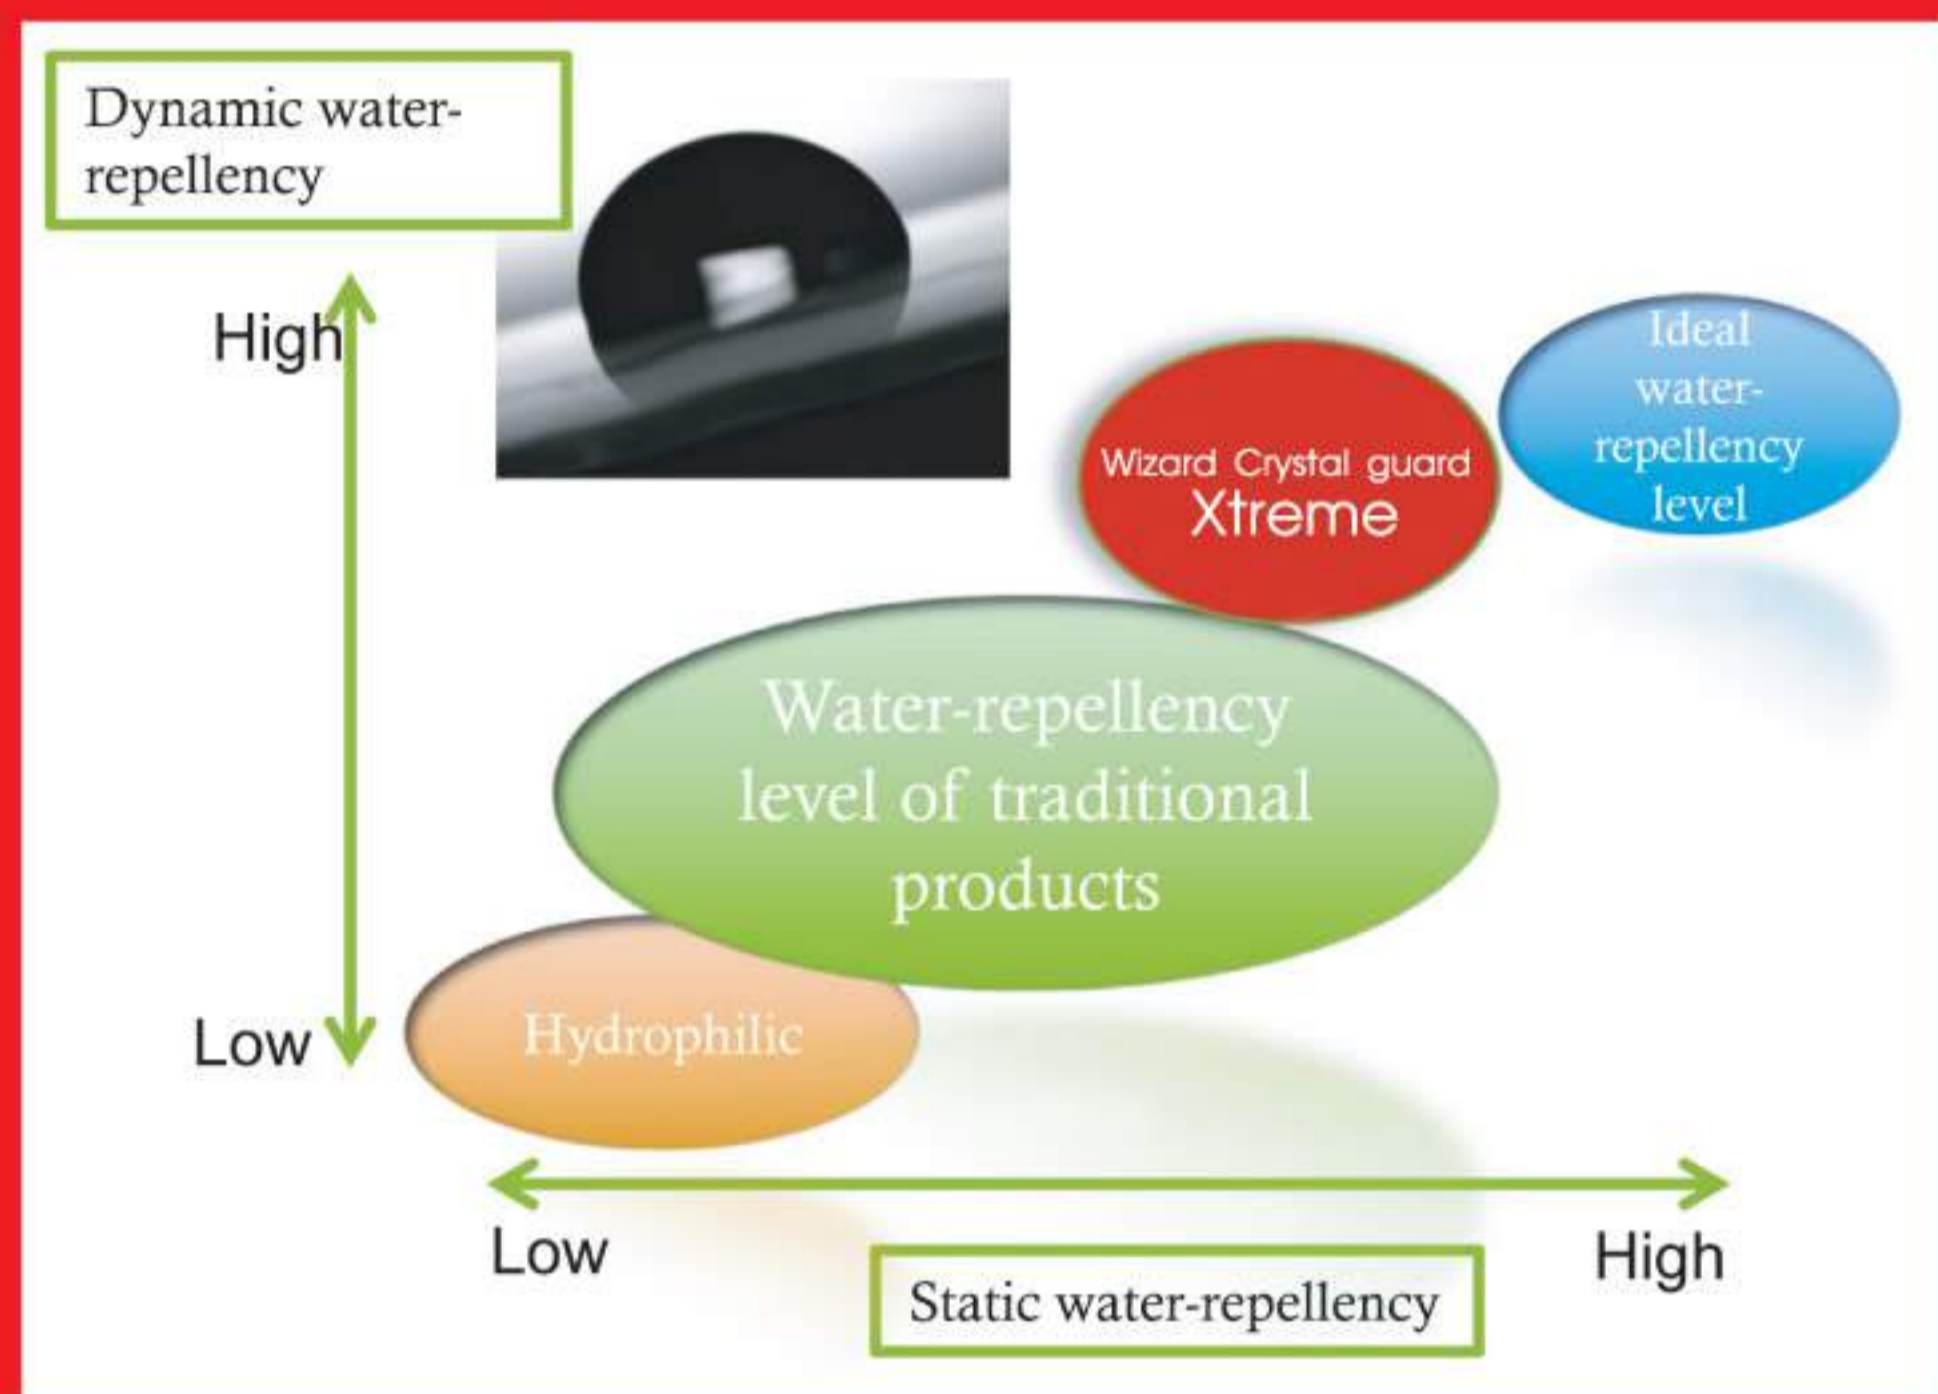 Dynamic water-
repellency
High
Ideal
water-
repellency
level
Wizard Crystal guard
Xtreme
Water-repellency
level of traditional
products
Hydrophilic
Low
Low
High
Static water-repellency